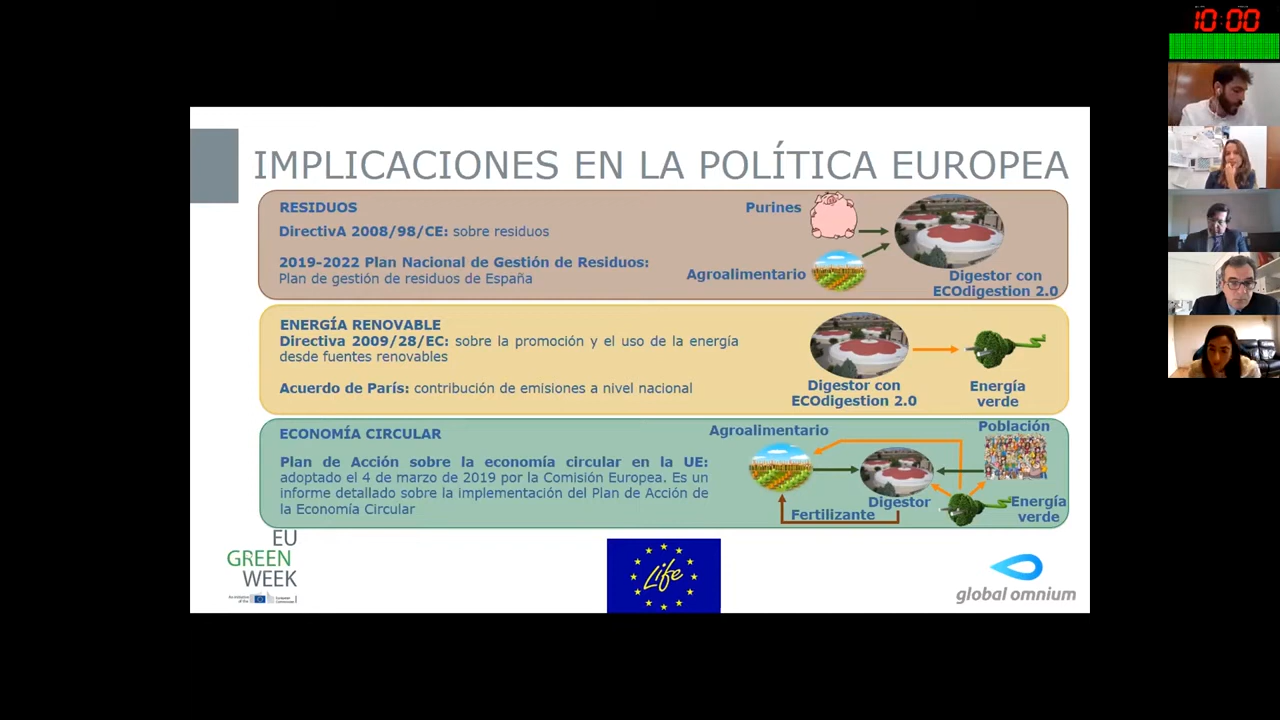 10:00
IMPLICACIONES EN LA POLÍTICA EUROPEA
RESIDUOS
DirectivA 2008/98/CE: sobre residuos
2019-2022 Plan Nacional de Gestión de Residuos:
Plan de gestión de residuos de España
Purines
Agroalimentario
Digestor con
ECOdigestion 2.0
ENERGÍA RENOVABLE
Directiva 2009/28/EC: sobre la promoción y el uso de la energía
desde fuentes renovables
Acuerdo de París: contribución de emisiones a nivel nacional
Digestor con
ECOdigestion 2.0
Energía
verde
ECONOMÍA CIRCULAR
Plan de Acción sobre la economía circular en la UE:
adoptado el 4 de marzo de 2019 por la Comisión Europea. Es un
informe detallado sobre la implementación del Plan de Acción de
la Economía Circular
Agroalimentario
Población
Digestor
Fertilizante
Energía
verde
EU
GREEN
WEEK
An initiative
of the
European
Commission
Life
global omnium